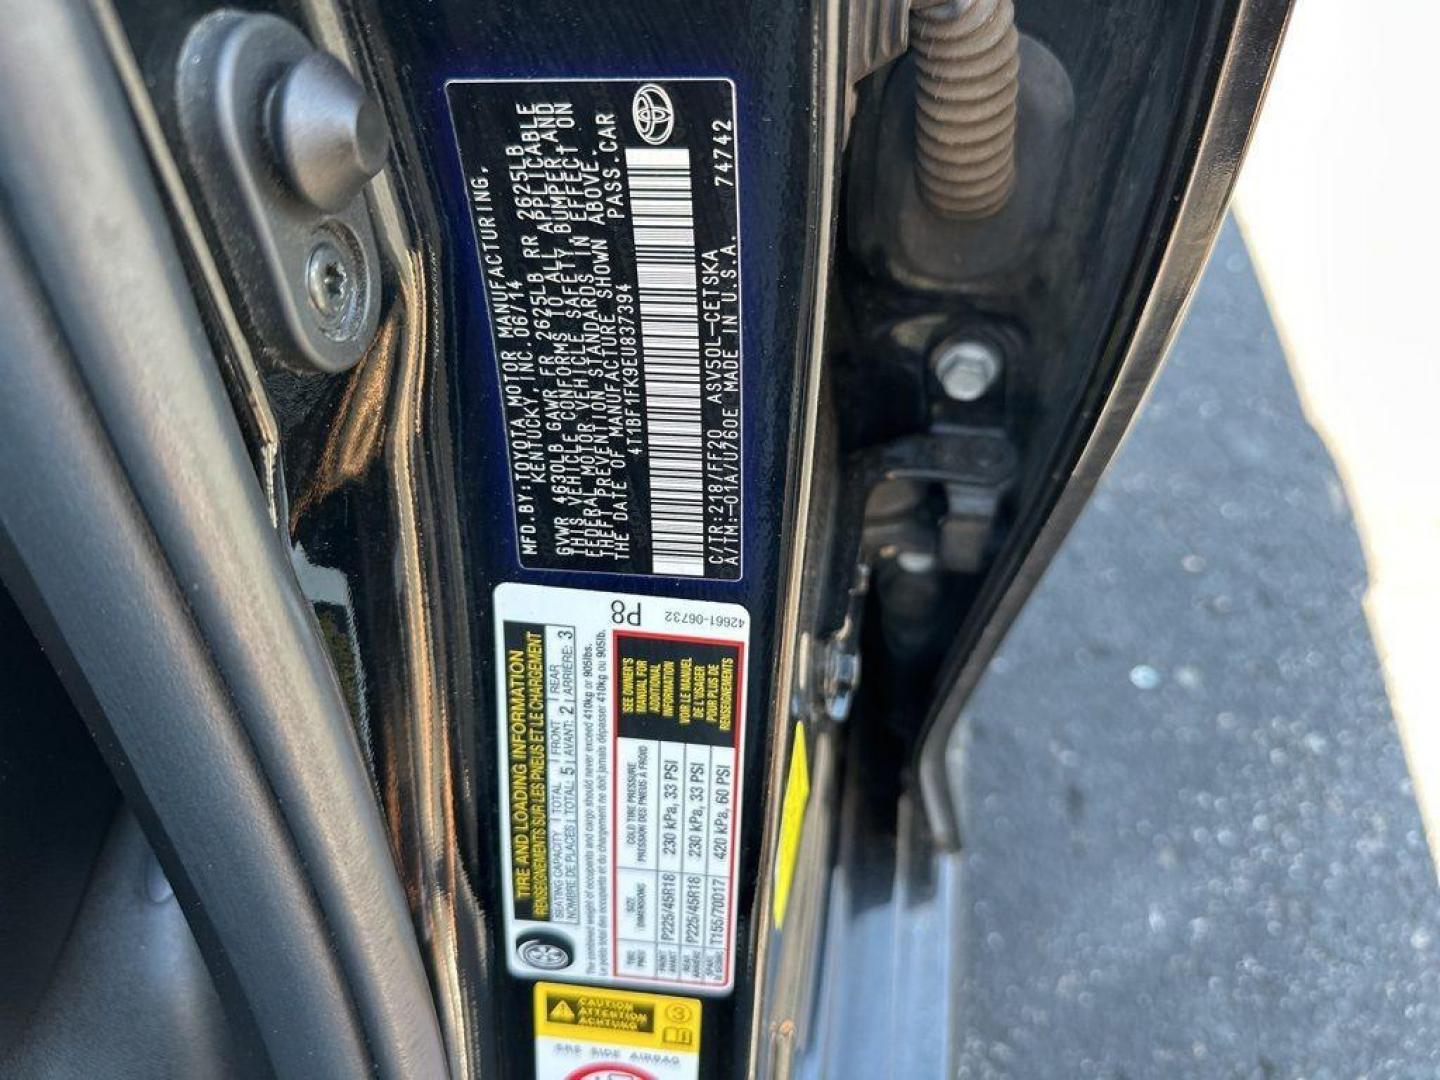 MFD.BY:TOYOTA MOTOR MANUFACTURING,
KENTUCKY,INC.06/14
GVWR 4630LB GAWR FR 2625LB RR 2625LB
THIS VEHICLE CONFORMS TO ALL APPLICABLE
FEDERAL MOTOR VEHICLE SAFETY BUMPER,AND
THEFT PREVENTION STANDARDS IN EFFECT ON
THE DATE OF MANUFACTURE SHOWN ABOVE.
4T1BF1FK9EU837394 PASS.CAR
C/TR:218/FF20 ASV50L-CETSKA
A/TM:-01A/U760E MADE IN U.S.A. 74742
P8
42661-06732
TIRE AND LOADING INFORMATION
RENSEIGNEMENTS SUR LES PNEUS ET LE CHARGEMENT
SEATING CAPACITY | TOTAL | FRONT | REAR
NOMBRE DE PLACES | TOTAL: 5 | AVANT: 2 | ARRIÈRE: 3
The combined weight of occupants and cargo should never exceed 410kg or 905lbs.
Le poids total des occupants et du chargement ne doit jamais dépasser 410kg ou 905lb.
TIRE SIZE COLD TIRE PRESSURE
PNEU DIMENSIONS PRESSION DES PNEUS À FROID
FRONT AVANT P225/45R18 230 kPa, 33 PSI
REAR ARRIÈRE P225/45R18 230 kPa, 33 PSI
SPARE T155/70D17 420 kPa, 60 PSI
SEE OWNER'S
MANUAL FOR
ADDITIONAL
INFORMATION
VOIR LE MANUEL
DE L'USAGER
POUR PLUS DE
RENSEIGNEMENTS
CAUTION
ATTENTION
ACHTUNG
3
SRS SIDE AIRBAG